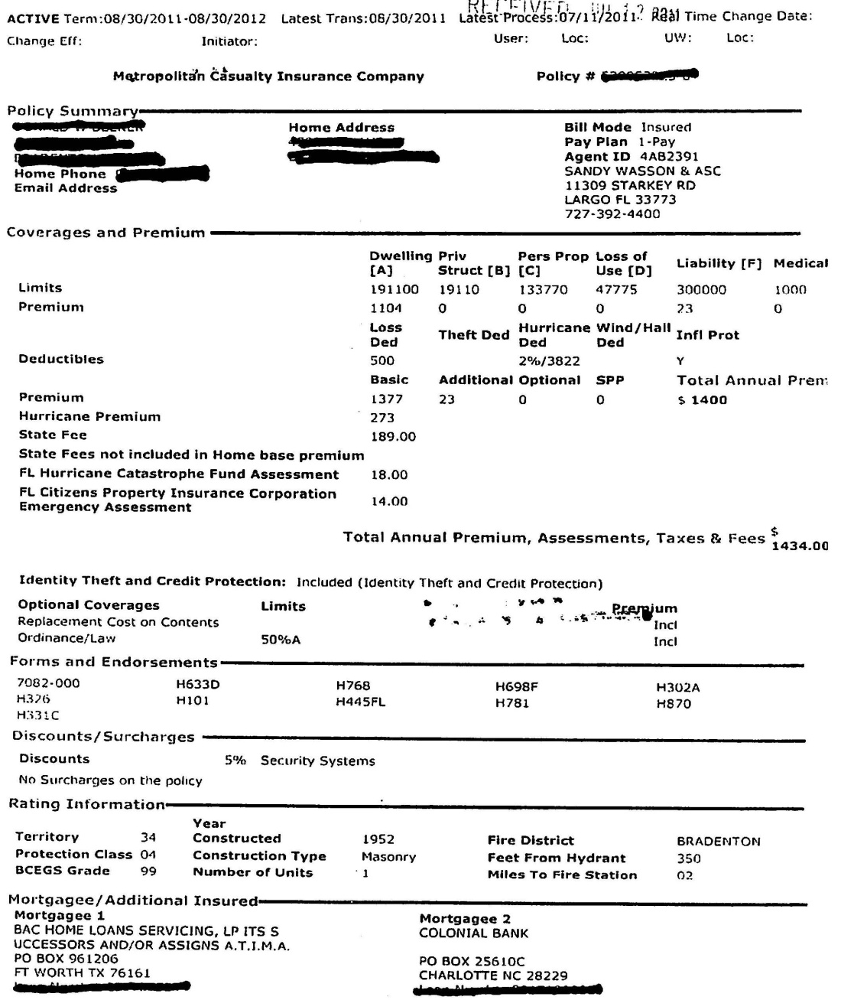 RECEIVED JUL 12 2011
ACTIVE Term:08/30/2011-08/30/2012 Latest Trans:08/30/2011 Latest Process:07/11/2011 Real Time Change Date:
Change Eff: Initiator: User: Loc: UW: Loc:
Metropolitan Casualty Insurance Company Policy #
Policy Summary
Home Address Bill Mode Insured
Pay Plan 1-Pay
Agent ID 4AB2391
Home Phone SANDY WASSON & ASC
Email Address 11309 STARKEY RD
LARGO FL 33773
727-392-4400
Coverages and Premium
Dwelling [A] Priv Struct [B] Pers Prop [C] Loss of Use [D] Liability [F] Medical
Limits 191100 19110 133770 47775 300000 1000
Premium 1104 0 0 0 23 0
Loss Ded Theft Ded Hurricane Ded Wind/Hail Ded Infl Prot
Deductibles 500 2%/3822 Y
Basic Additional Optional SPP Total Annual Prem
Premium 1377 23 0 0 $ 1400
Hurricane Premium 273
State Fee 189.00
State Fees not included in Home base premium
FL Hurricane Catastrophe Fund Assessment 18.00
FL Citizens Property Insurance Corporation
Emergency Assessment 14.00
Total Annual Premium, Assessments, Taxes & Fees $ 1434.00
Identity Theft and Credit Protection: Included (Identity Theft and Credit Protection)
Optional Coverages Limits Premium
Replacement Cost on Contents Incl
Ordinance/Law 50%A Incl
Forms and Endorsements
7082-000 H633D H768 H698F H302A
H326 H101 H445FL H781 H870
H331C
Discounts/Surcharges
Discounts 5% Security Systems
No Surcharges on the policy
Rating Information
Territory 34 Year Constructed 1952 Fire District BRADENTON
Protection Class 04 Construction Type Masonry Feet From Hydrant 350
BCEGS Grade 99 Number of Units 1 Miles To Fire Station 02
Mortgagee/Additional Insured
Mortgagee 1
BAC HOME LOANS SERVICING, LP ITS S
UCCESSORS AND/OR ASSIGNS A.T.I.M.A.
PO BOX 961206
FT WORTH TX 76161
Mortgagee 2
COLONIAL BANK
PO BOX 25610C
CHARLOTTE NC 28229